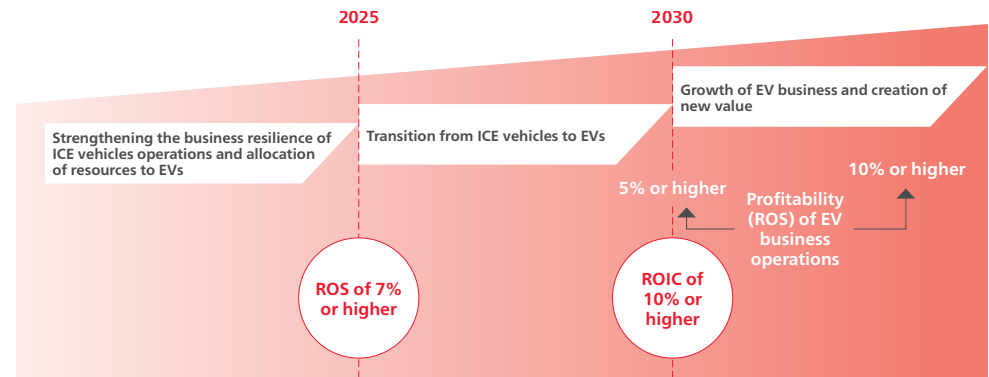 2025
2030
Strengthening the business resilience of
ICE vehicles operations and allocation
of resources to EVs
Transition from ICE vehicles to EVs
Growth of EV business and creation of
new value
5% or higher
10% or higher
Profitability
(ROS) of EV
business
operations
ROS of 7%
or higher
ROIC of
10% or
higher